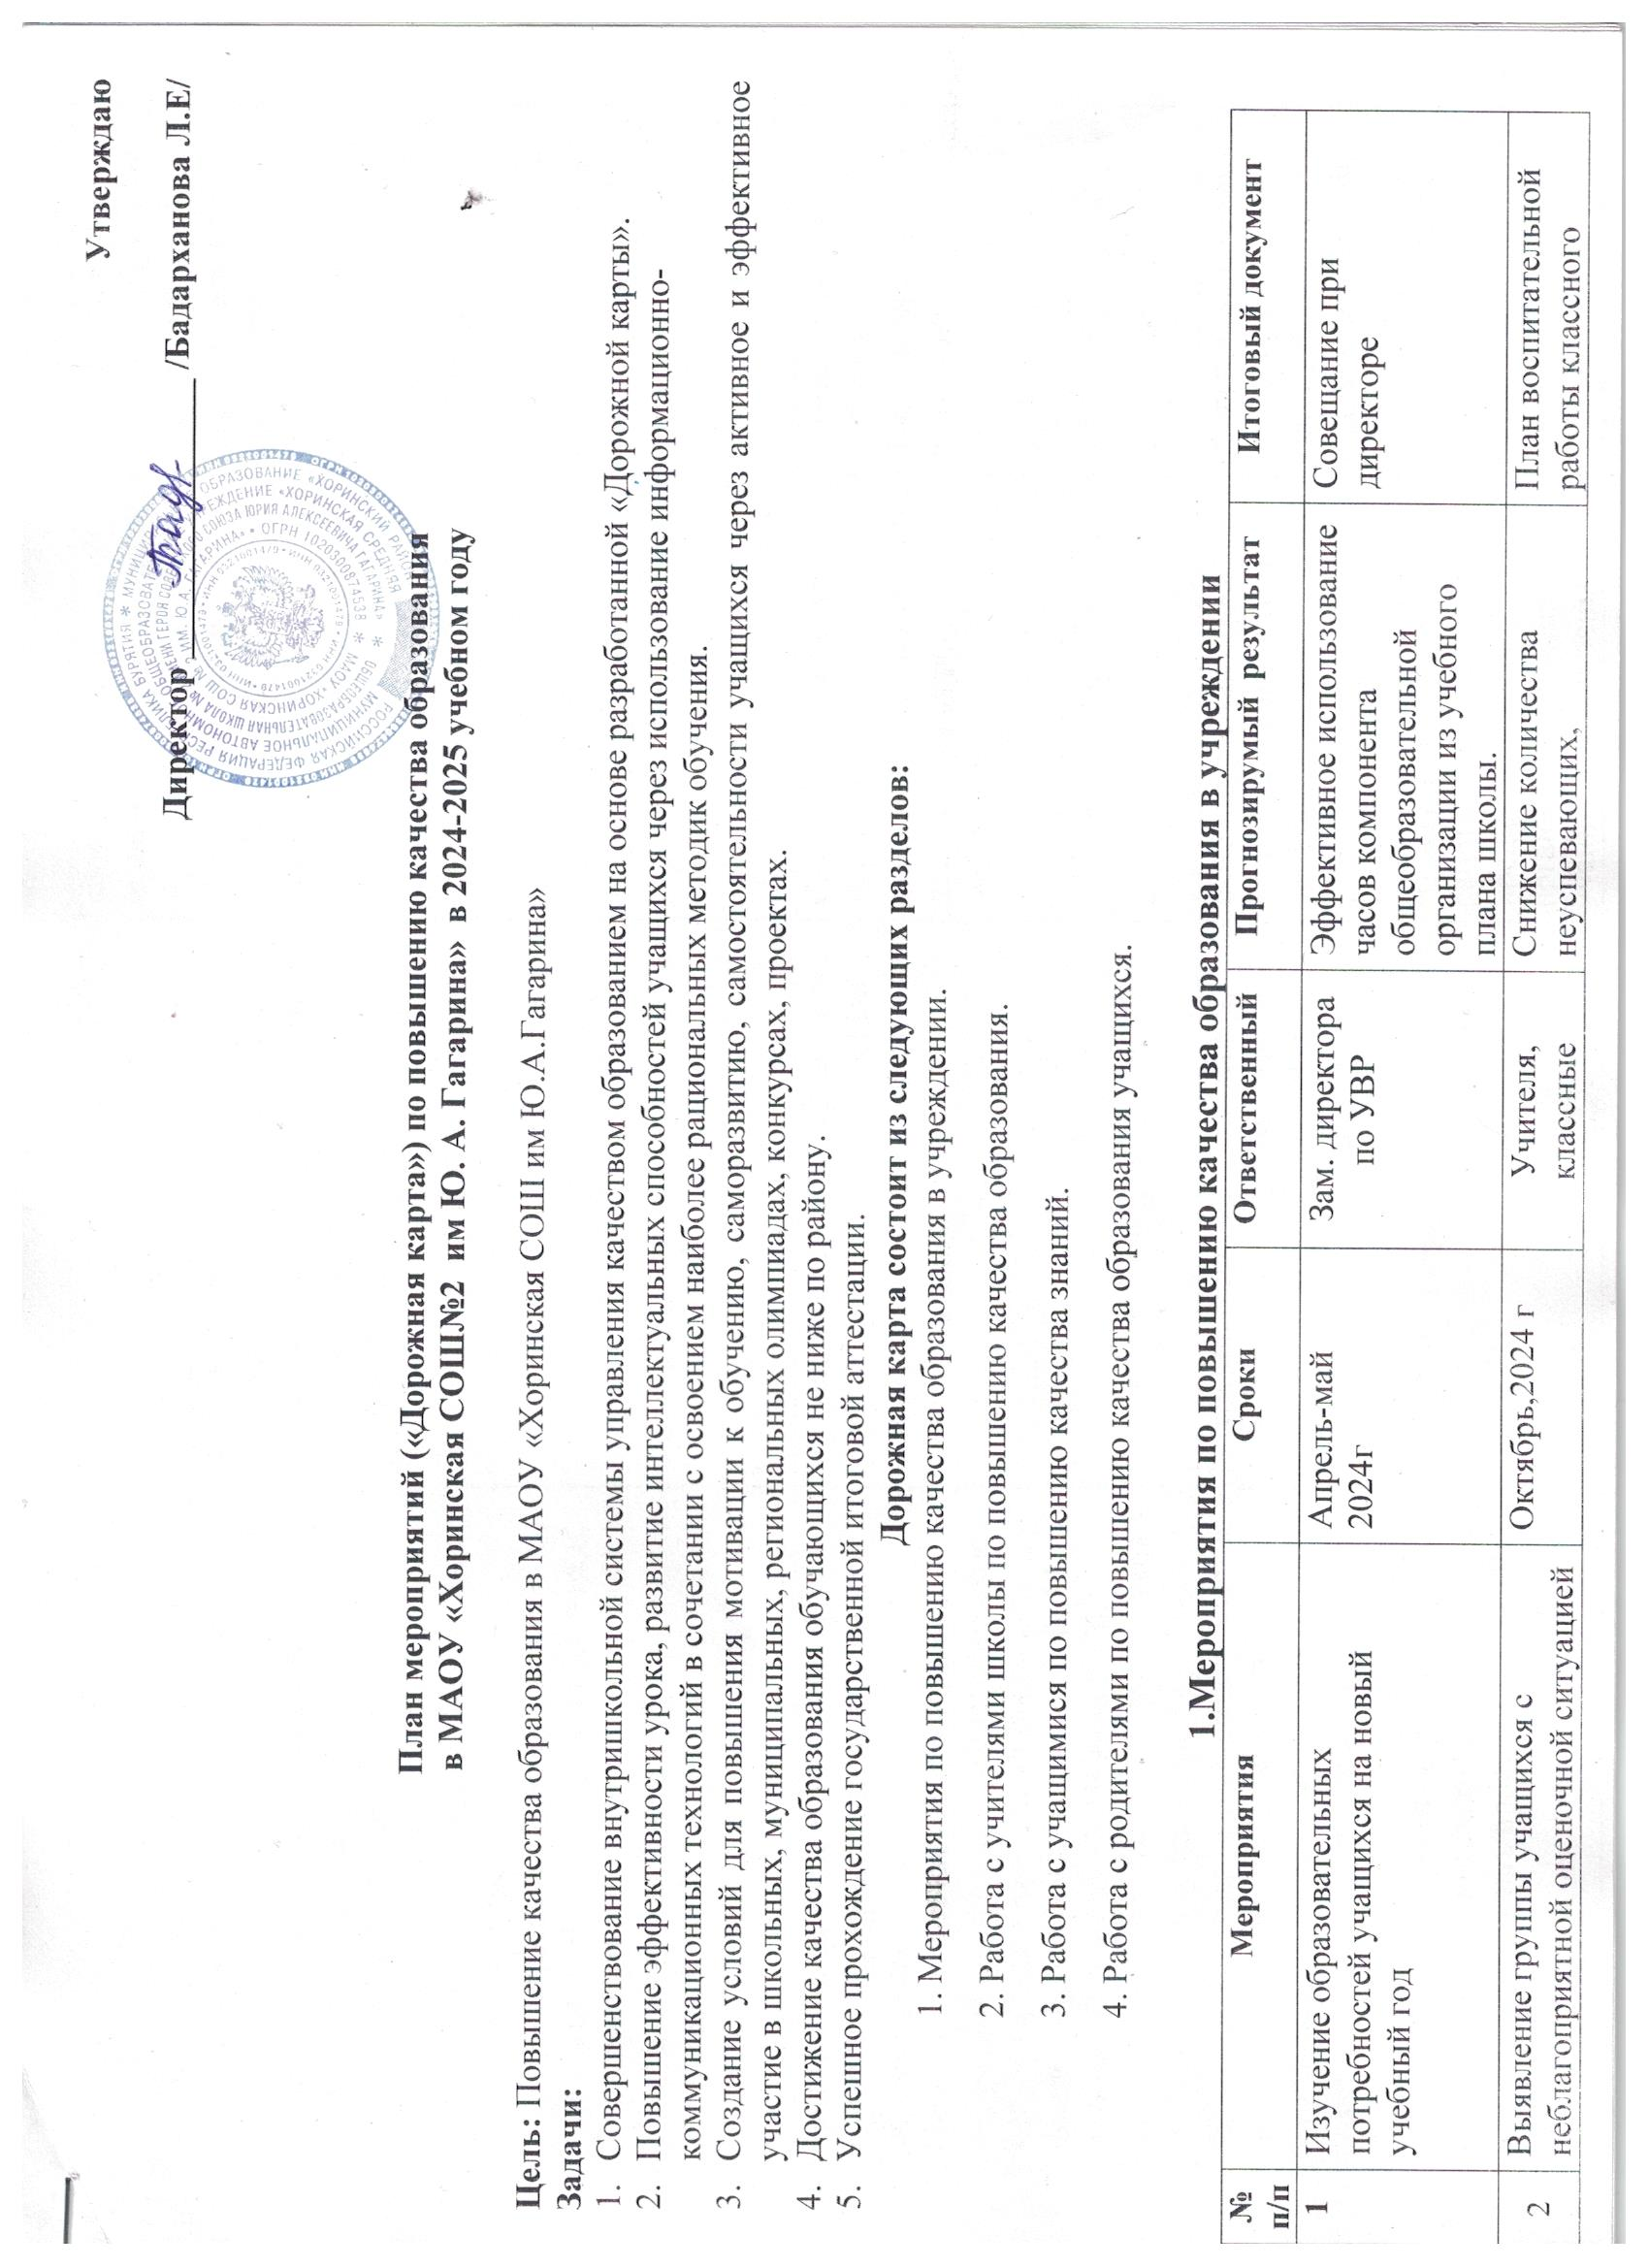 Утверждаю
Директор /Бадарханова Л.Е/
План мероприятий («Дорожная карта») по повышению качества образования
в МАОУ «Хоринская СОШ№2 им Ю. А. Гагарина» в 2024-2025 учебном году
Цель: Повышение качества образования в МАОУ «Хоринская СОШ им Ю.А.Гагарина»
Задачи:
1. Совершенствование внутришкольной системы управления качеством образованием на основе разработанной «Дорожной карты».
2. Повышение эффективности урока, развитие интеллектуальных способностей учащихся через использование информационно-
коммуникационных технологий в сочетании с освоением наиболее рациональных методик обучения.
3. Создание условий для повышения мотивации к обучению, саморазвитию, самостоятельности учащихся через активное и эффективное
участие в школьных, муниципальных, региональных олимпиадах, конкурсах, проектах.
4. Достижение качества образования обучающихся не ниже по району.
5. Успешное прохождение государственной итоговой аттестации.
Дорожная карта состоит из следующих разделов:
1. Мероприятия по повышению качества образования в учреждении.
2. Работа с учителями школы по повышению качества образования.
3. Работа с учащимися по повышению качества знаний.
4. Работа с родителями по повышению качества образования учащихся.
1.Мероприятия по повышению качества образования в учреждении
№ п/п Мероприятия Сроки Ответственный Прогнозируемый результат Итоговый документ
1 Изучение образовательных Апрель-май Зам. директора Эффективное использование Совещание при
потребностей учащихся на новый 2024г по УВР часов компонента директоре
учебный год общеобразовательной
организации из учебного
плана школы.
2 Выявление группы учащихся с Октябрь,2024 г Учителя, Снижение количества План воспитательной
неблагоприятной оценочной ситуацией классные неуспевающих, работы классного